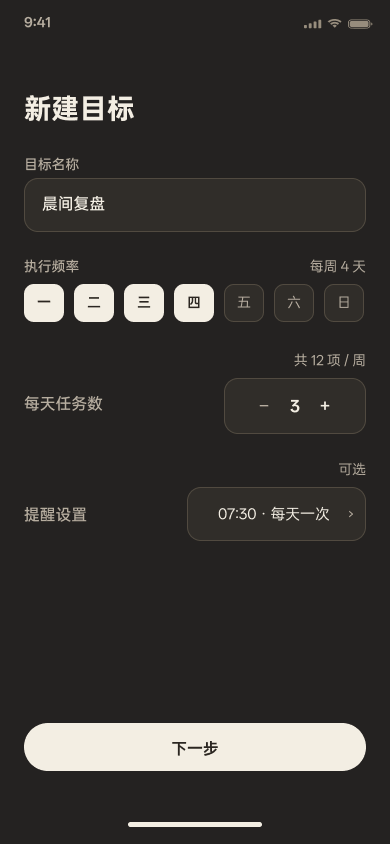 9:41
新建目标
目标名称
晨间复盘
执行频率 每周 4 天
一 二 三 四 五 六 日
共 12 项 / 周
每天任务数 − 3 +
可选
提醒设置 07:30 · 每天一次 ›
下一步